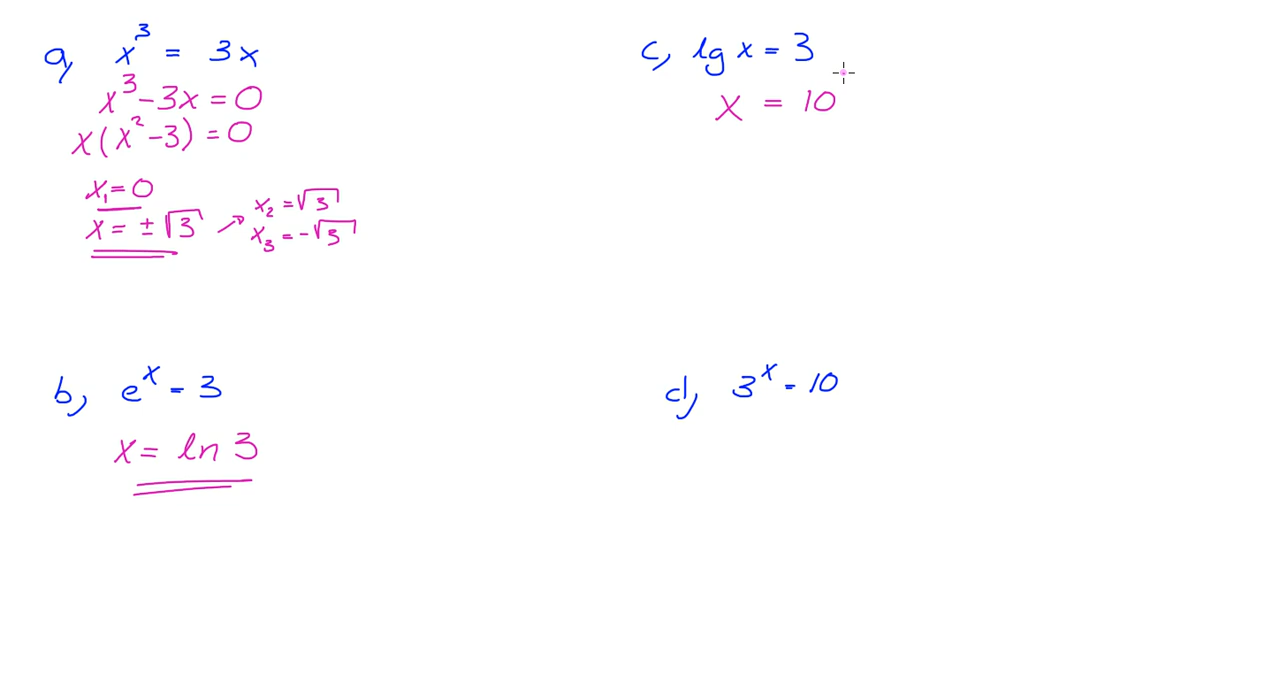 a, x³ = 3x
x³ - 3x = 0
x(x² - 3) = 0
x₁ = 0
x = ± √3 → x₂ = √3
x₃ = -√3
b, eˣ = 3
x = ln 3
c, lg x = 3
x = 10
d, 3ˣ = 10